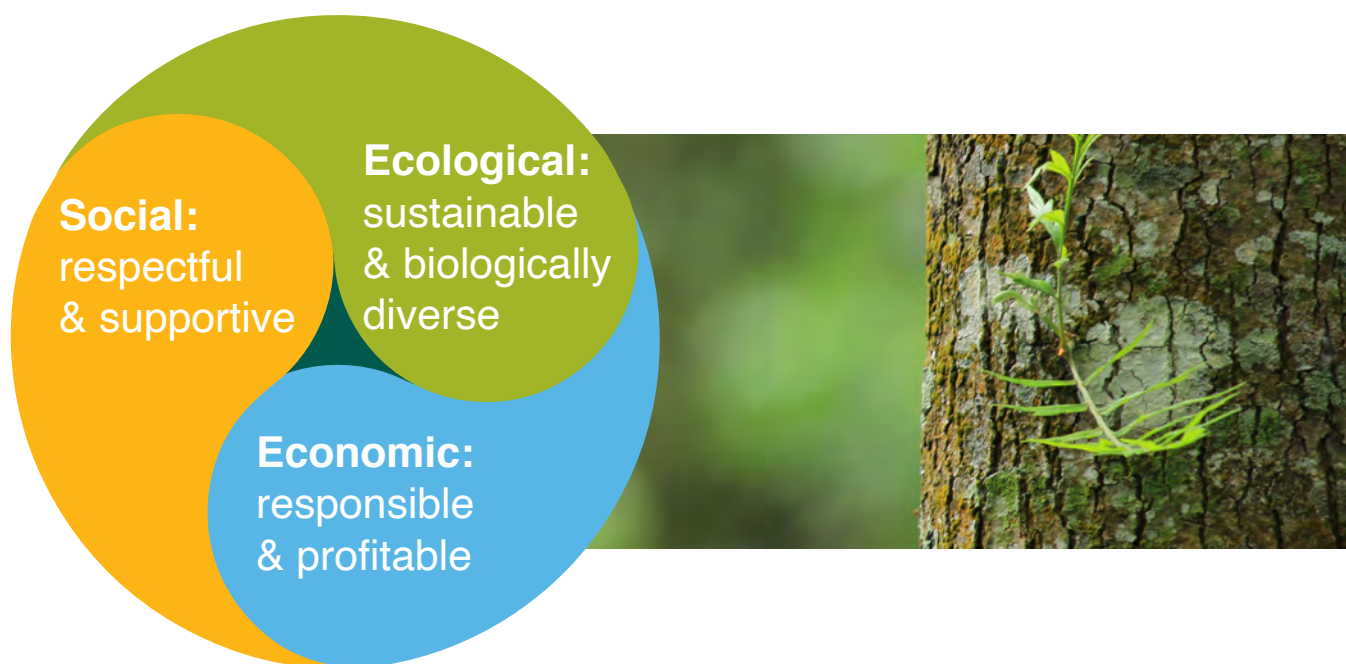 Social:
respectful
& supportive
Ecological:
sustainable
& biologically
diverse
Economic:
responsible
& profitable